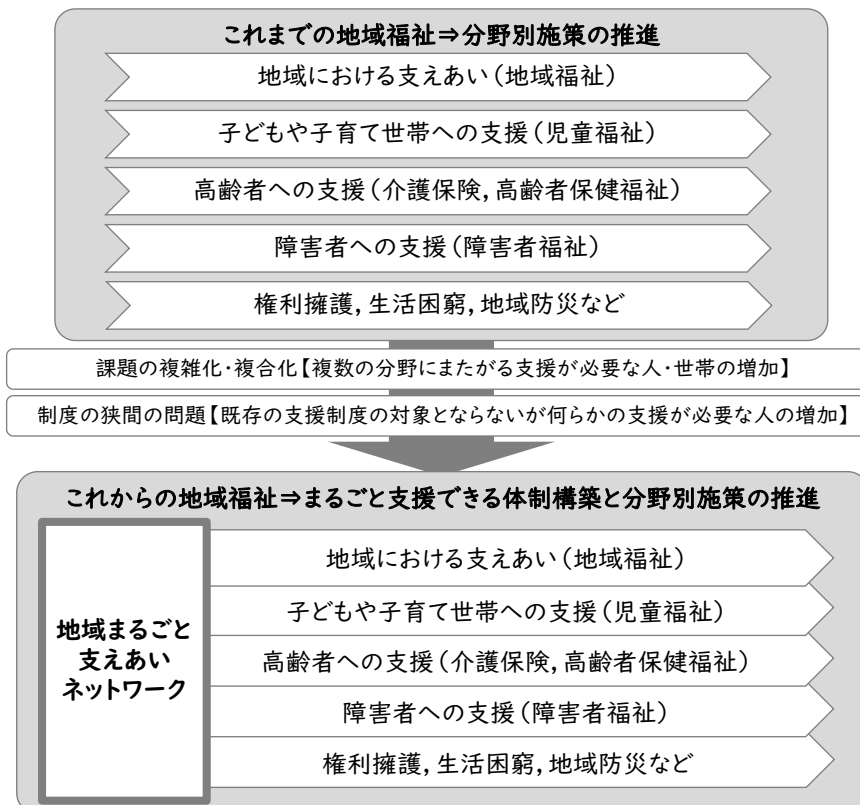 これまでの地域福祉⇒分野別施策の推進
地域における支えあい(地域福祉)
子どもや子育て世帯への支援(児童福祉)
高齢者への支援(介護保険,高齢者保健福祉)
障害者への支援(障害者福祉)
権利擁護,生活困窮,地域防災など
課題の複雑化・複合化【複数の分野にまたがる支援が必要な人・世帯の増加】
制度の狭間の問題【既存の支援制度の対象とならないが何らかの支援が必要な人の増加】
これからの地域福祉⇒まるごと支援できる体制構築と分野別施策の推進
地域まるごと
支えあい
ネットワーク
地域における支えあい(地域福祉)
子どもや子育て世帯への支援(児童福祉)
高齢者への支援(介護保険,高齢者保健福祉)
障害者への支援(障害者福祉)
権利擁護,生活困窮,地域防災など